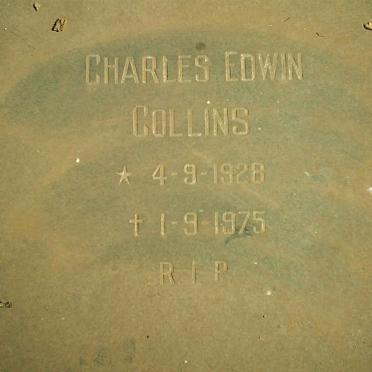 CHARLES EDWIN
COLLINS
★ 4-9-1928
✝ 1-9-1975
R I P